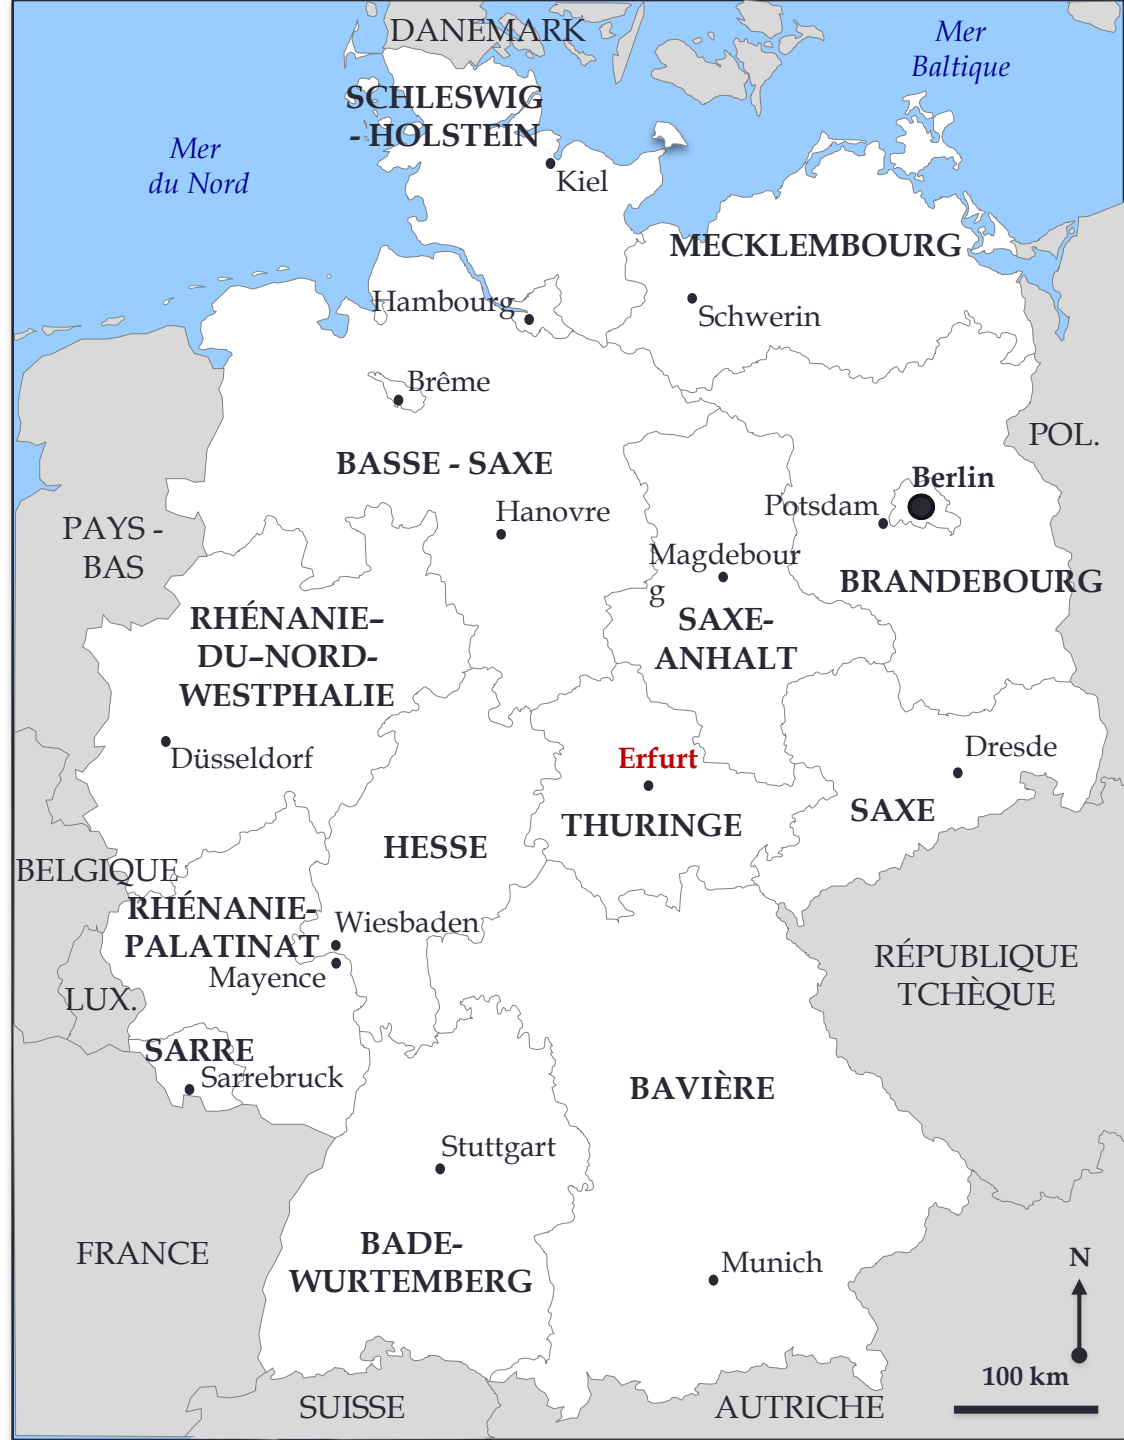 DANEMARK
Mer
Baltique
SCHLESWIG
- HOLSTEIN
Mer
du Nord
Kiel
MECKLEMBOURG
Hambourg
Schwerin
Brême
POL.
BASSE - SAXE
Berlin
Hanovre
Potsdam
PAYS -
BAS
Magdebour
g
BRANDEBOURG
RHÉNANIE–
DU–NORD-
WESTPHALIE
SAXE-
ANHALT
Düsseldorf
Erfurt
Dresde
THURINGE
SAXE
HESSE
BELGIQUE
RHÉNANIE-
PALATINAT
Wiesbaden
Mayence
RÉPUBLIQUE
TCHÈQUE
LUX.
SARRE
Sarrebruck
BAVIÈRE
Stuttgart
FRANCE
BADE-
WURTEMBERG
Munich
N
100 km
SUISSE
AUTRICHE